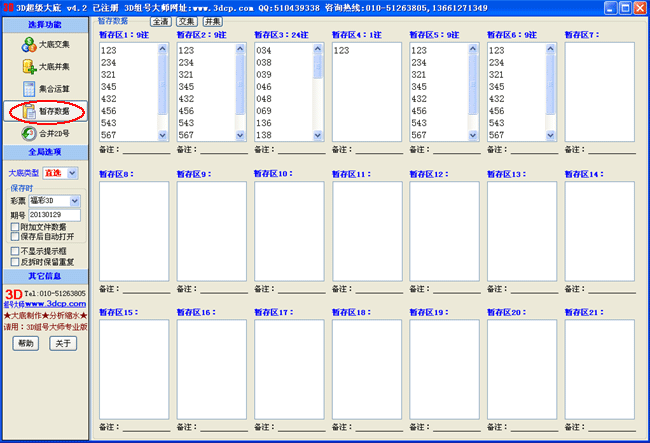 3D超级大底 v4.2 已注册 3D组号大师网址:www.3dcp.com QQ:510439338 咨询热线:010-51263805,13661271349
选择功能
大底交集
大底并集
集合运算
暂存数据
合并2D号
全局选项
大底类型 直选
保存时
彩票 福彩3D
期号 20130129
附加文件数据
保存后自动打开
不显示提示框
反拆时保留重复
其它信息
3D Tel:010-51263805
组号大师 www.3dcp.com
★大底制作★分析缩水★
请用:3D组号大师专业版
帮助 关于
暂存数据 全清 交集 并集
暂存区1:9注 暂存区2:9注 暂存区3:24注 暂存区4:1注 暂存区5:9注 暂存区6:9注 暂存区7:
123 123 034 123 123 123
234 234 038 234 234
321 321 039 321 321
345 345 046 345 345
432 432 048 432 432
456 456 069 456 456
543 543 136 543 543
567 567 138 567 567
备注: 备注: 备注: 备注: 备注: 备注: 备注:
暂存区8: 暂存区9: 暂存区10: 暂存区11: 暂存区12: 暂存区13: 暂存区14:
备注: 备注: 备注: 备注: 备注: 备注: 备注:
暂存区15: 暂存区16: 暂存区17: 暂存区18: 暂存区19: 暂存区20: 暂存区21:
备注: 备注: 备注: 备注: 备注: 备注: 备注: